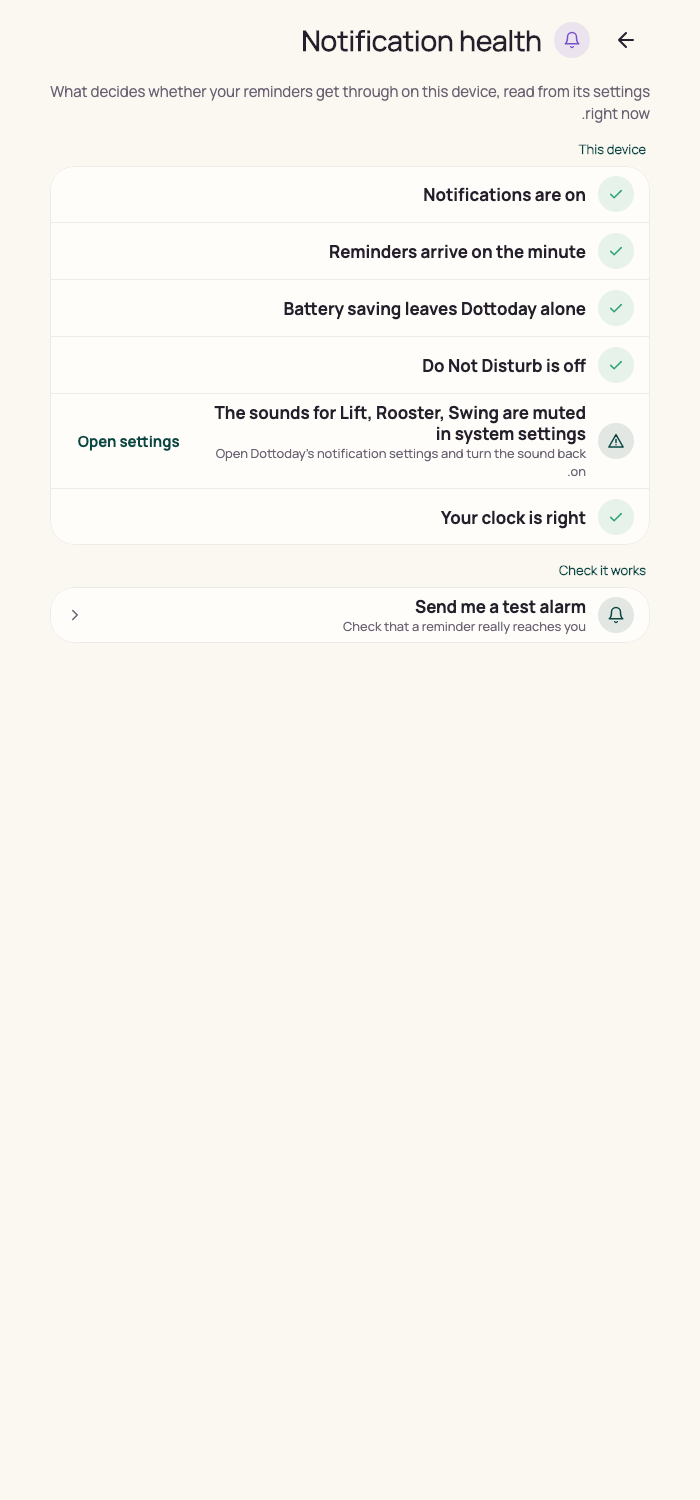 Notification health
What decides whether your reminders get through on this device, read from its settings
right now.
This device
Notifications are on
Reminders arrive on the minute
Battery saving leaves Dottoday alone
Do Not Disturb is off
The sounds for Lift, Rooster, Swing are muted
in system settings
Open Dottoday's notification settings and turn the sound back
on.
Open settings
Your clock is right
Check it works
Send me a test alarm
Check that a reminder really reaches you